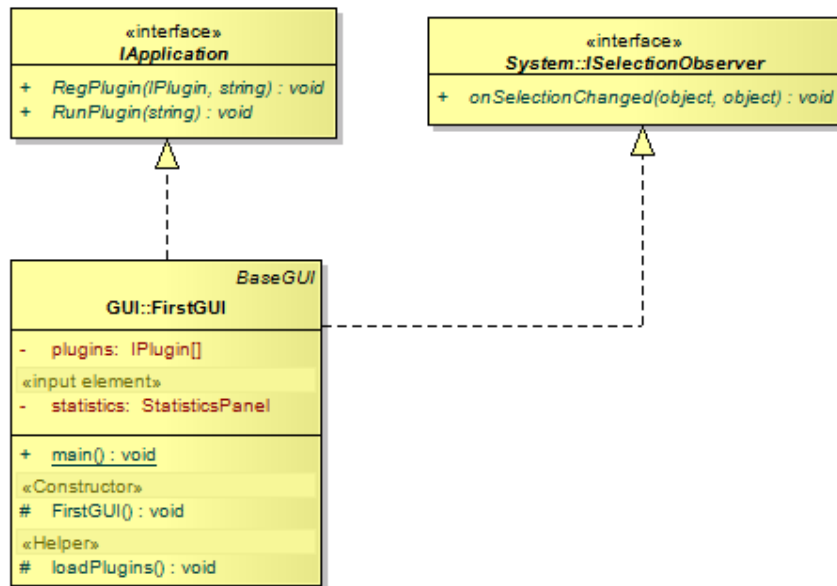 «interface»
IApplication
+ RegPlugin(IPlugin, string) : void
+ RunPlugin(string) : void
«interface»
System::ISelectionObserver
+ onSelectionChanged(object, object) : void
BaseGUI
GUI::FirstGUI
- plugins: IPlugin[]
«input element»
- statistics: StatisticsPanel
+ main() : void
«Constructor»
# FirstGUI() : void
«Helper»
# loadPlugins() : void